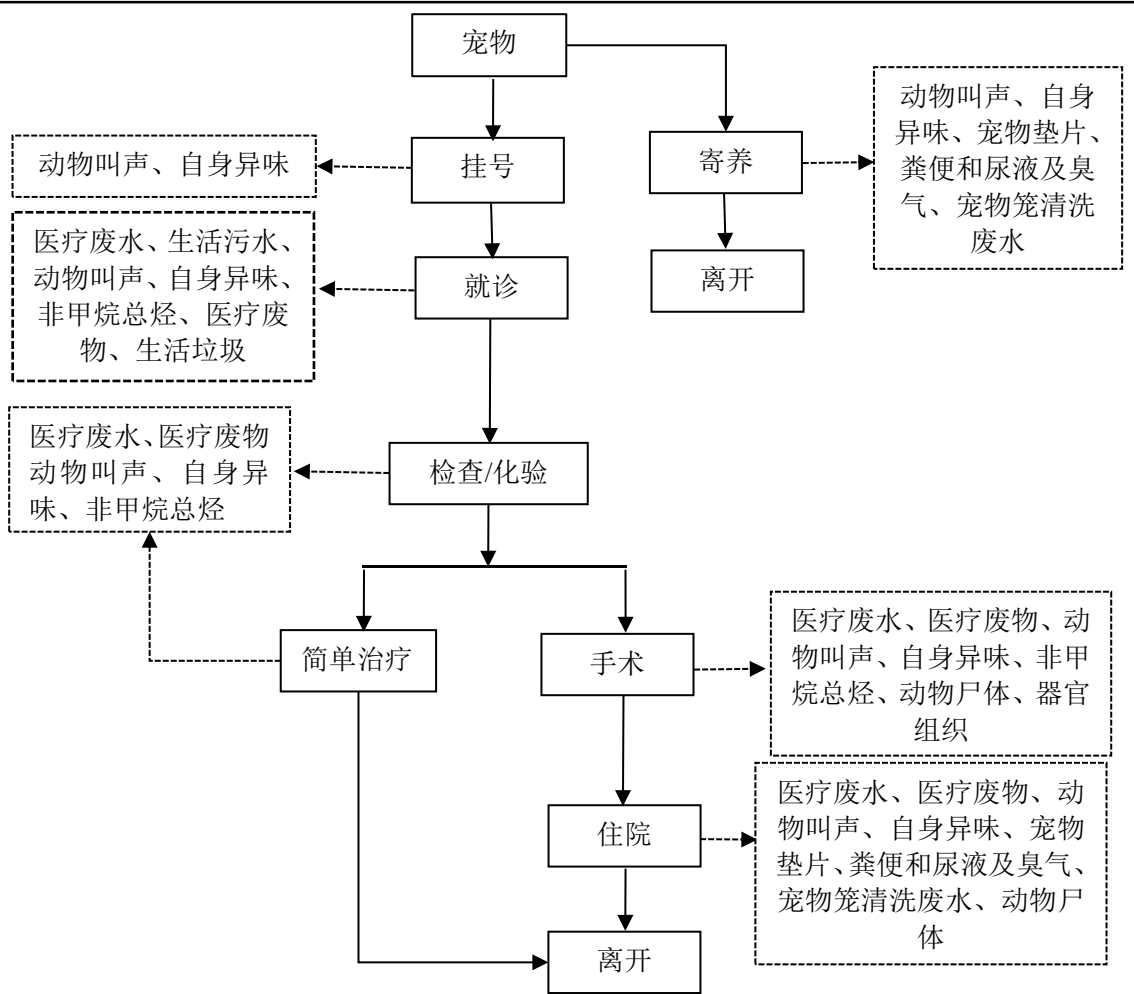 宠物
动物叫声、自身
异味、宠物垫片、
粪便和尿液及臭
气、宠物笼清洗
废水
动物叫声、自身异味
挂号
寄养
医疗废水、生活污水、
动物叫声、自身异味、
非甲烷总烃、医疗废
物、生活垃圾
就诊
离开
医疗废水、医疗废物
动物叫声、自身异
味、非甲烷总烃
检查/化验
简单治疗
手术
医疗废水、医疗废物、动
物叫声、自身异味、非甲
烷总烃、动物尸体、器官
组织
住院
医疗废水、医疗废物、动
物叫声、自身异味、宠物
垫片、粪便和尿液及臭气、
宠物笼清洗废水、动物尸
体
离开